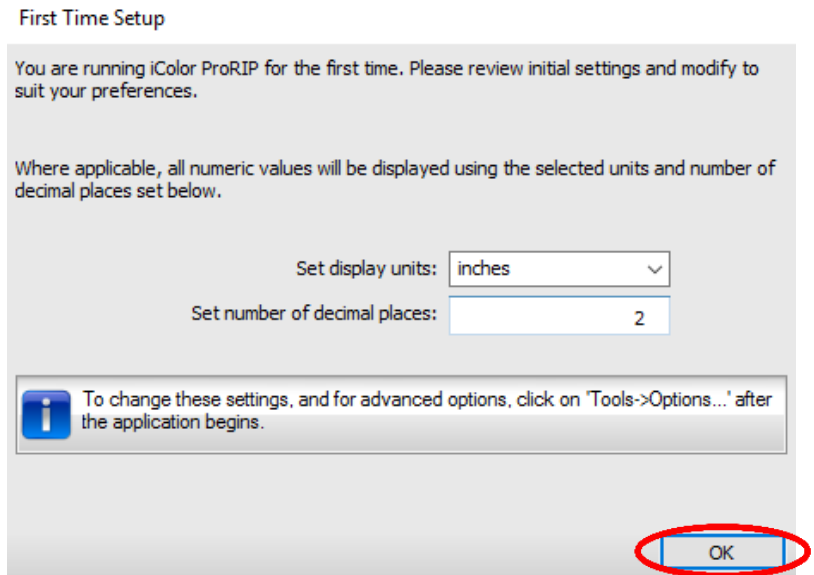 First Time Setup
You are running iColor ProRIP for the first time. Please review initial settings and modify to
suit your preferences.
Where applicable, all numeric values will be displayed using the selected units and number of
decimal places set below.
Set display units: inches
Set number of decimal places: 2
To change these settings, and for advanced options, click on 'Tools->Options...' after
the application begins.
OK